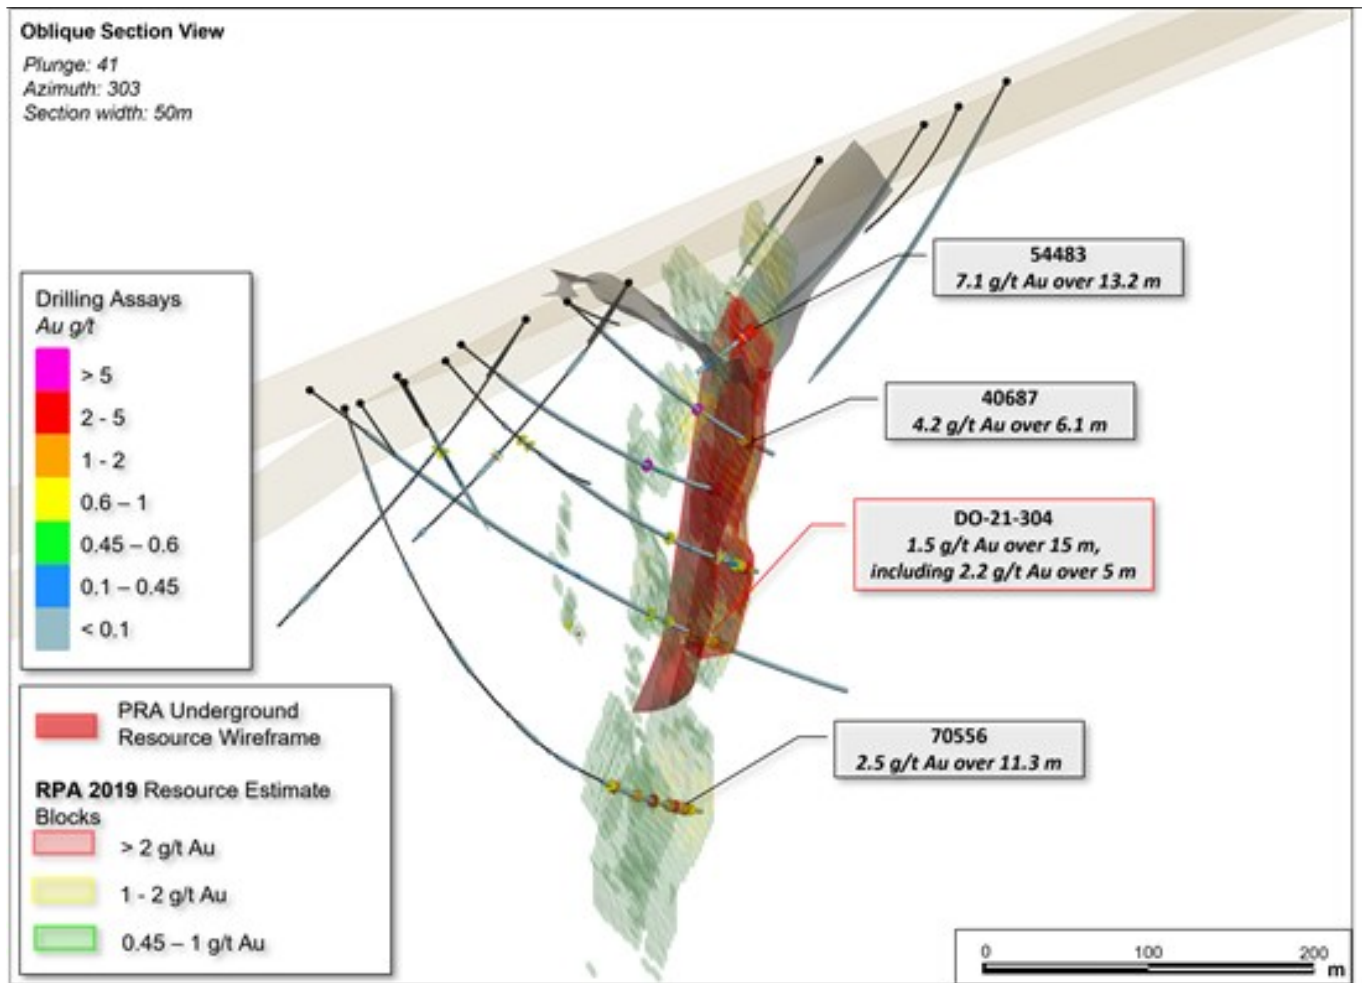 Oblique Section View
Plunge: 41
Azimuth: 303
Section width: 50m
54483
7.1 g/t Au over 13.2 m
40687
4.2 g/t Au over 6.1 m
DO-21-304
1.5 g/t Au over 15 m,
including 2.2 g/t Au over 5 m
70556
2.5 g/t Au over 11.3 m
Drilling Assays
Au g/t
> 5
2 - 5
1 - 2
0.6 – 1
0.45 – 0.6
0.1 – 0.45
< 0.1
PRA Underground
Resource Wireframe
RPA 2019 Resource Estimate
Blocks
> 2 g/t Au
1 - 2 g/t Au
0.45 – 1 g/t Au
0 100 200
m